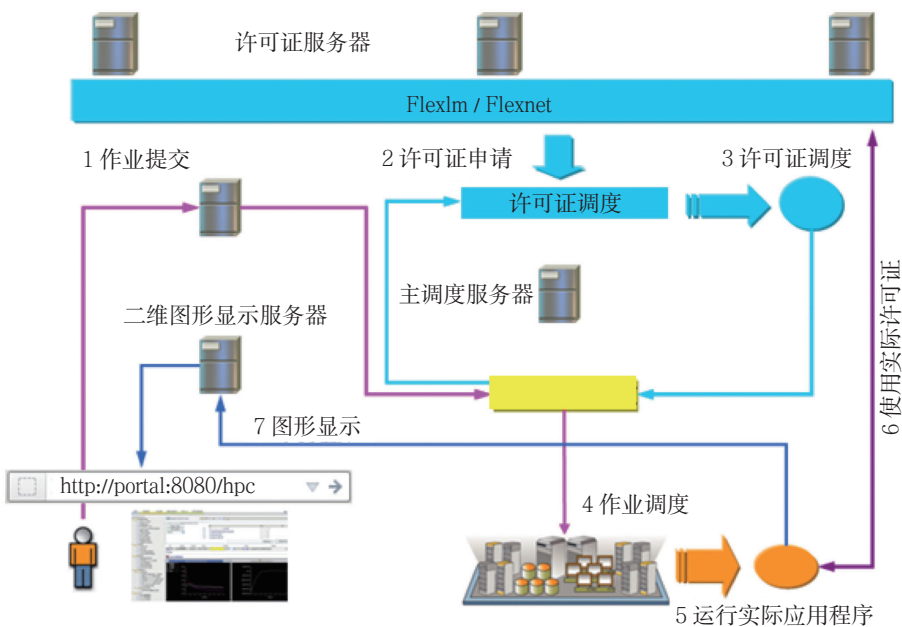 许可证服务器
Flexlm / Flexnet
1 作业提交
2 许可证申请
3 许可证调度
许可证调度
主调度服务器
二维图形显示服务器
6 使用实际许可证
7 图形显示
http://portal:8080/hpc
4 作业调度
5 运行实际应用程序